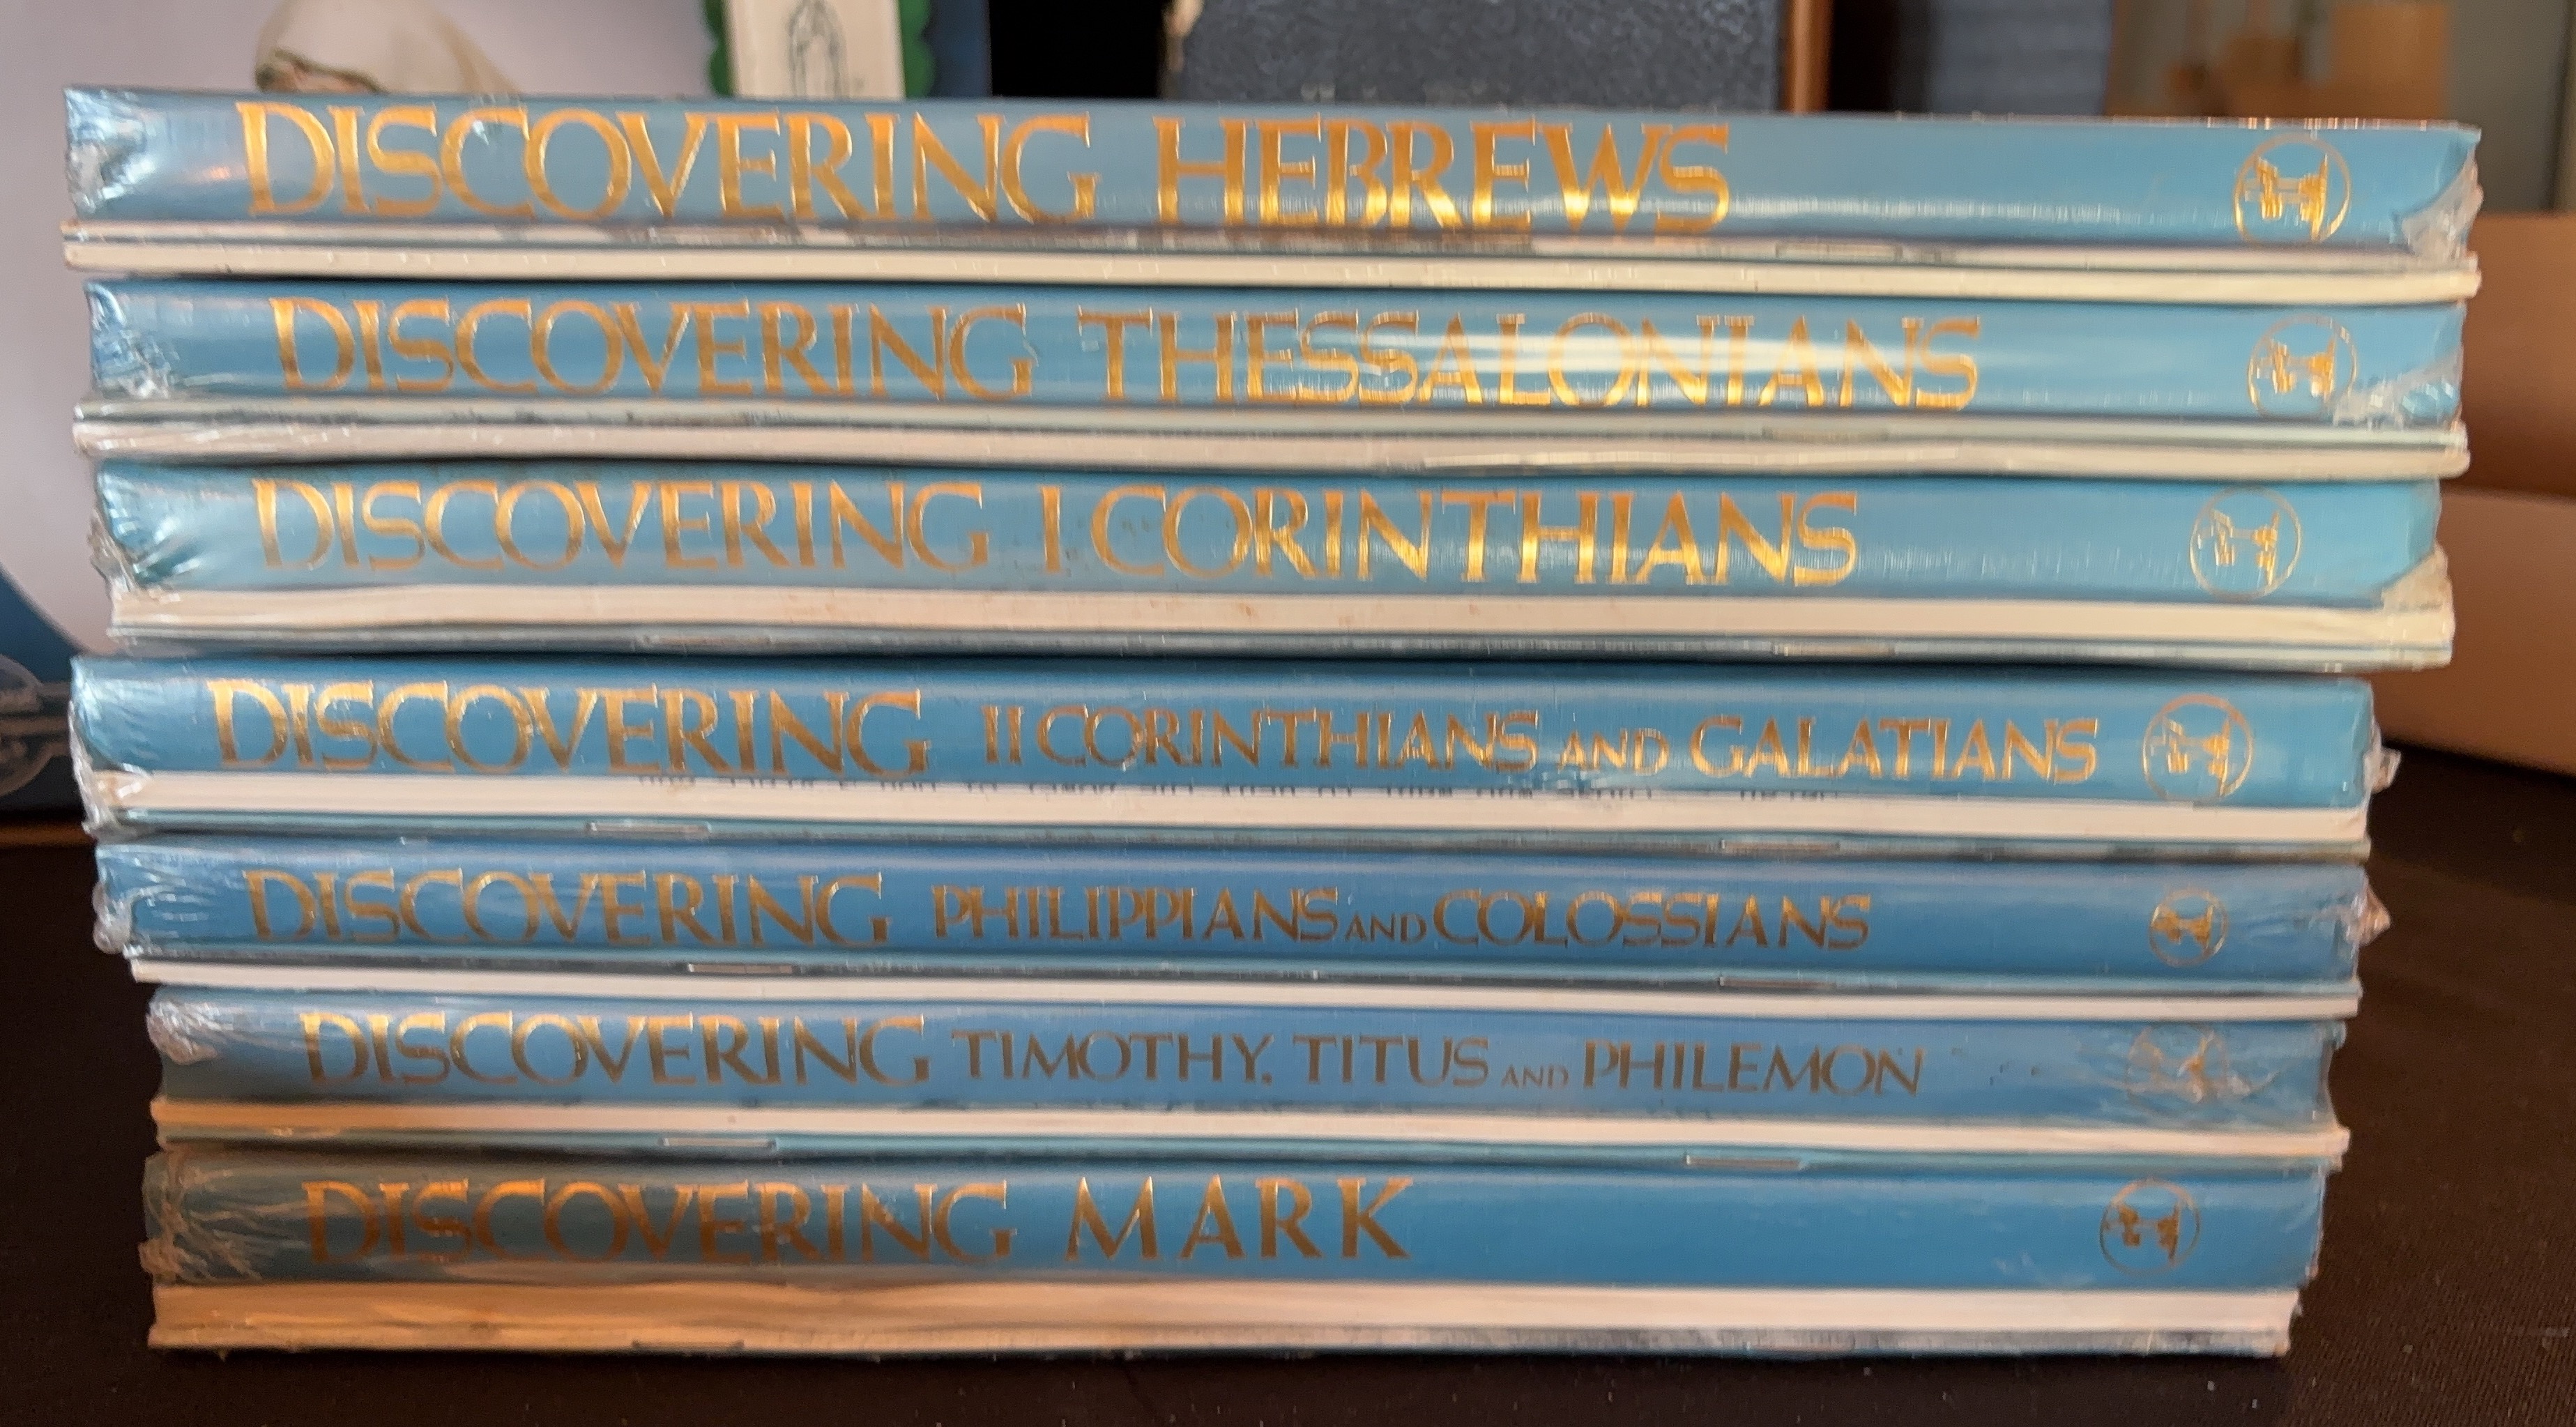 DISCOVERING HEBREWS
DISCOVERING THESSALONIANS
DISCOVERING I CORINTHIANS
DISCOVERING II CORINTHIANS AND GALATIANS
DISCOVERING PHILIPPIANS AND COLOSSIANS
DISCOVERING TIMOTHY, TITUS AND PHILEMON
DISCOVERING MARK